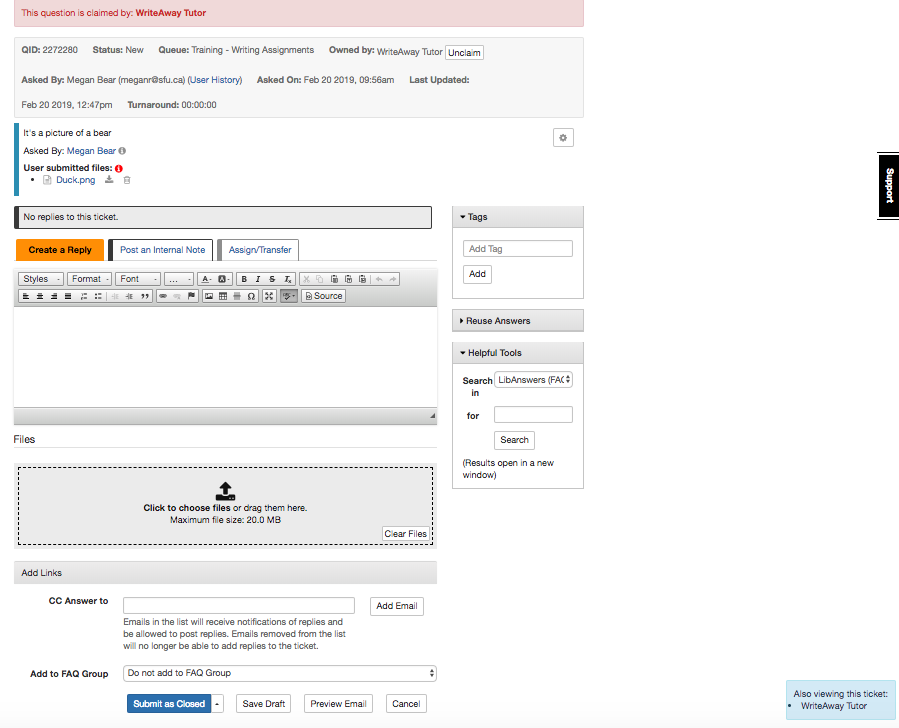 This question is claimed by: WriteAway Tutor
QID: 2272280 Status: New Queue: Training - Writing Assignments Owned by: WriteAway Tutor Unclaim
Asked By: Megan Bear (meganr@sfu.ca) (User History) Asked On: Feb 20 2019, 09:56am Last Updated:
Feb 20 2019, 12:47pm Turnaround: 00:00:00
It's a picture of a bear
Asked By: Megan Bear
User submitted files:
• Duck.png
Support
No replies to this ticket.
Create a Reply Post an Internal Note Assign/Transfer
Styles Format Font ... A A B I S Tx
Source
Tags
Add Tag
Add
Reuse Answers
Helpful Tools
Search in LibAnswers (FAQ
for
Search
(Results open in a new
window)
Files
Click to choose files or drag them here.
Maximum file size: 20.0 MB
Clear Files
Add Links
CC Answer to Add Email
Emails in the list will receive notifications of replies and
be allowed to post replies. Emails removed from the list
will no longer be able to add replies to the ticket.
Add to FAQ Group Do not add to FAQ Group
Submit as Closed Save Draft Preview Email Cancel
Also viewing this ticket:
• WriteAway Tutor